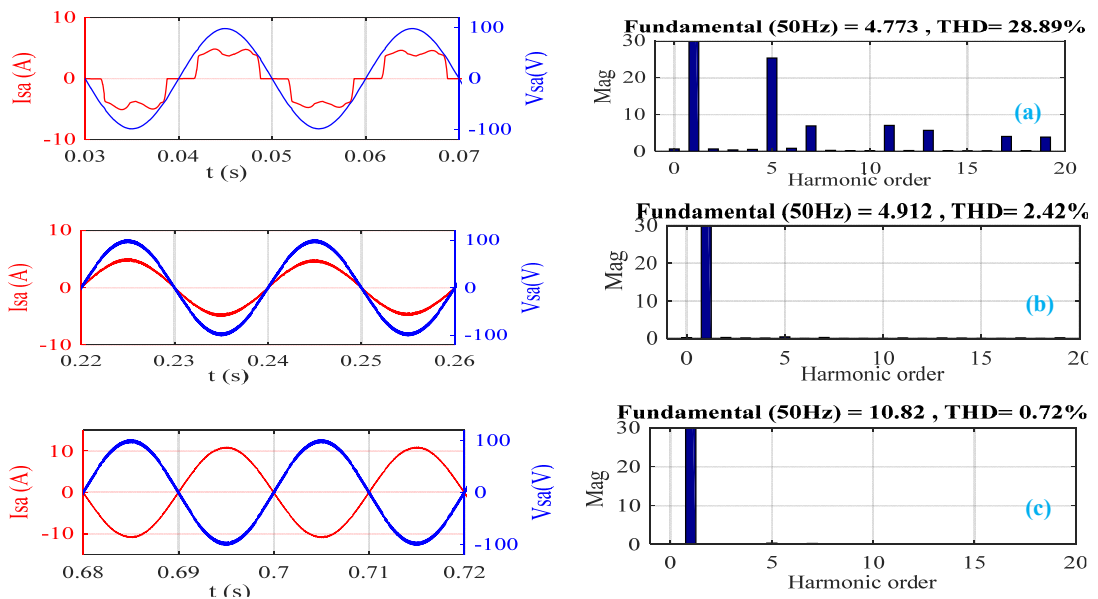 10
0
-10
Isa (A)
100
0
-100
Vsa(V)
0.03
0.04
0.05
0.06
0.07
t (s)
Fundamental (50Hz) = 4.773 , THD= 28.89%
30
20
10
0
Mag
(a)
0
5
10
15
20
Harmonic order
10
0
-10
Isa (A)
100
0
-100
Vsa(V)
0.22
0.23
0.24
0.25
0.26
t (s)
Fundamental (50Hz) = 4.912 , THD= 2.42%
30
20
10
0
Mag
(b)
0
5
10
15
20
Harmonic order
10
0
-10
Isa (A)
100
0
-100
Vsa(V)
0.68
0.69
0.7
0.71
0.72
t (s)
Fundamental (50Hz) = 10.82 , THD= 0.72%
30
20
10
0
Mag
(c)
0
5
10
15
20
Harmonic order